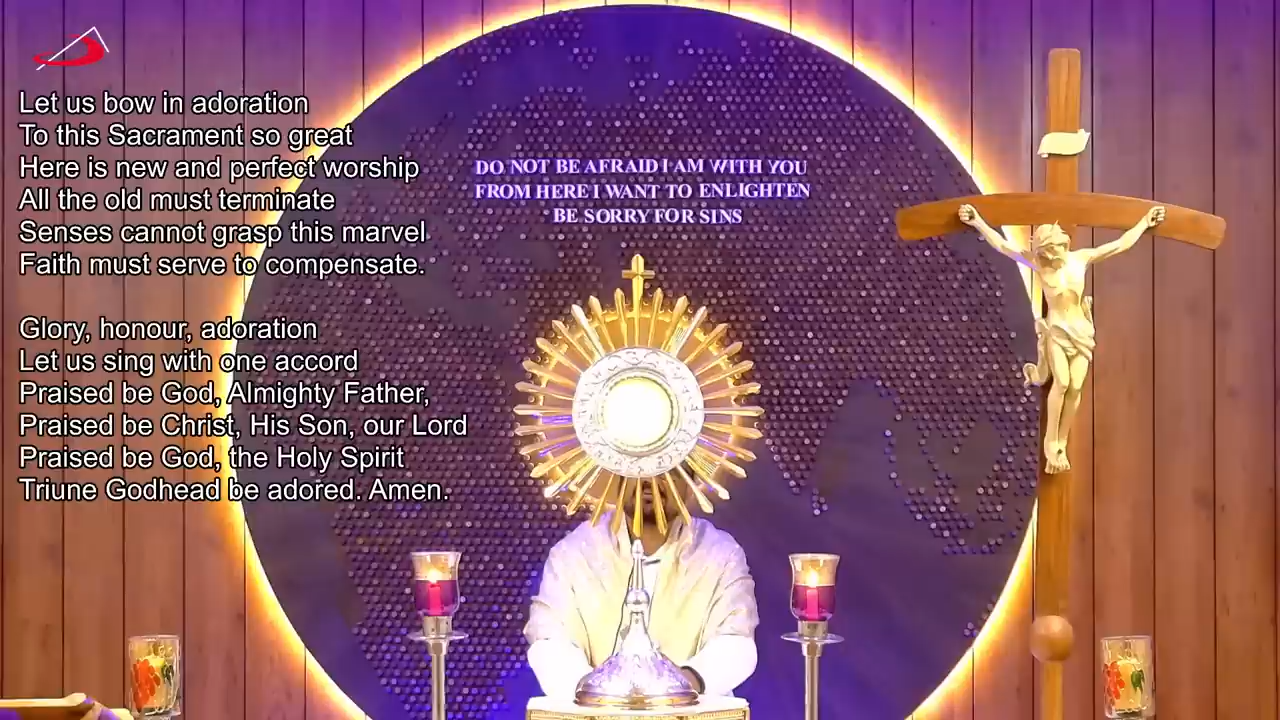 Let us bow in adoration
To this Sacrament so great
Here is new and perfect worship
All the old must terminate
Senses cannot grasp this marvel
Faith must serve to compensate.
Glory, honour, adoration
Let us sing with one accord
Praised be God, Almighty Father,
Praised be Christ, His Son, our Lord
Praised be God, the Holy Spirit
Triune Godhead be adored. Amen.
DO NOT BE AFRAID I AM WITH YOU
FROM HERE I WANT TO ENLIGHTEN
BE SORRY FOR SINS